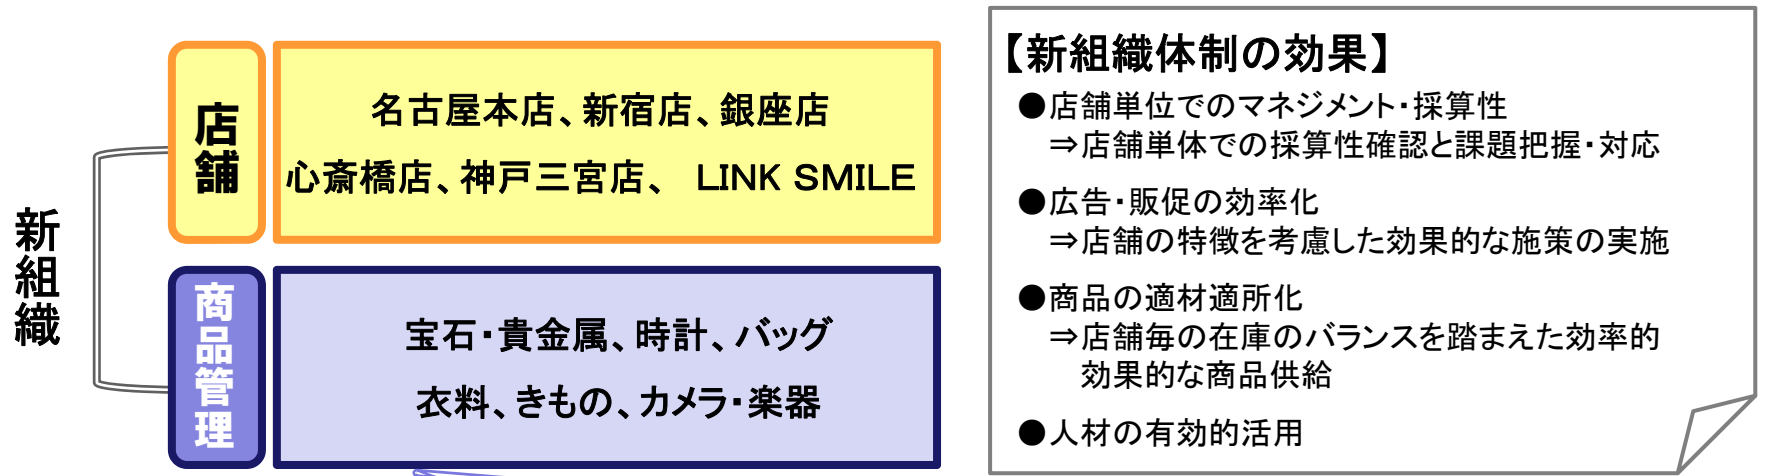 新組織
店舗
名古屋本店、新宿店、銀座店
心斎橋店、神戸三宮店、 LINK SMILE
商品管理
宝石・貴金属、時計、バッグ
衣料、きもの、カメラ・楽器
【新組織体制の効果】
●店舗単位でのマネジメント・採算性
⇒店舗単体での採算性確認と課題把握・対応
●広告・販促の効率化
⇒店舗の特徴を考慮した効果的な施策の実施
●商品の適材適所化
⇒店舗毎の在庫のバランスを踏まえた効率的
効果的な商品供給
●人材の有効的活用